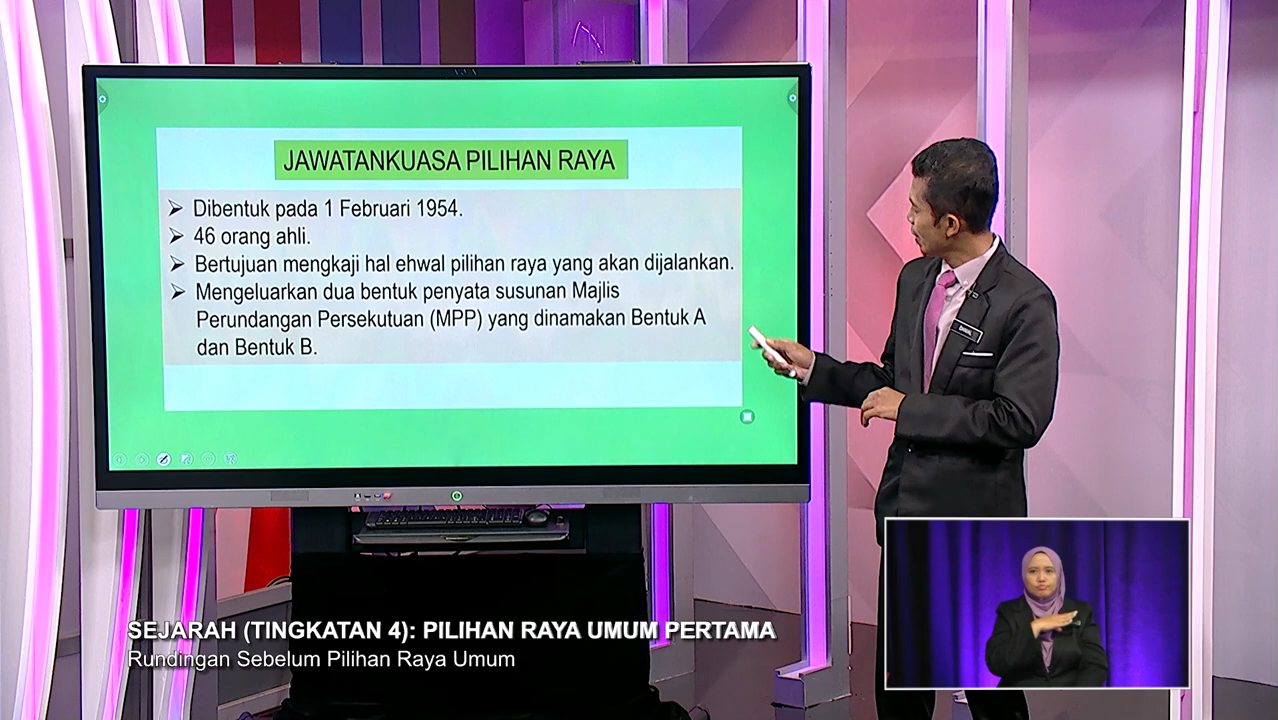 JAWATANKUASA PILIHAN RAYA
➢ Dibentuk pada 1 Februari 1954.
➢ 46 orang ahli.
➢ Bertujuan mengkaji hal ehwal pilihan raya yang akan dijalankan.
➢ Mengeluarkan dua bentuk penyata susunan Majlis
Perundangan Persekutuan (MPP) yang dinamakan Bentuk A
dan Bentuk B.
SEJARAH (TINGKATAN 4): PILIHAN RAYA UMUM PERTAMA
Rundingan Sebelum Pilihan Raya Umum